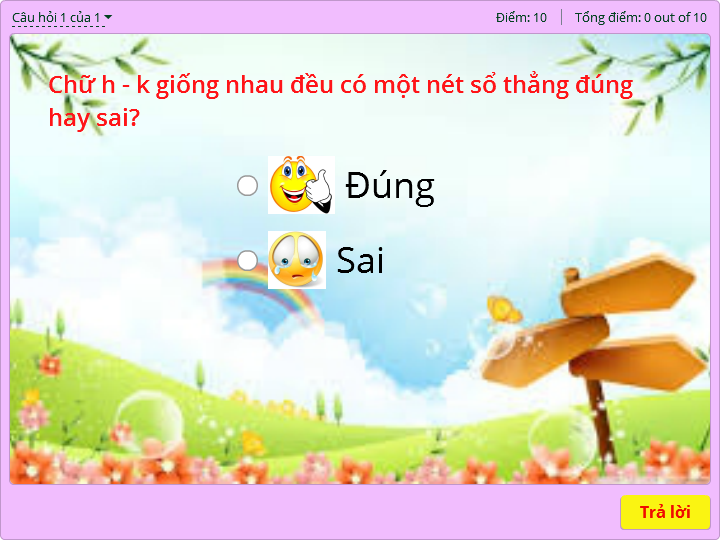 Câu hỏi 1 của 1
Điểm: 10
Tổng điểm: 0 out of 10
Chữ h - k giống nhau đều có một nét sổ thẳng đúng
hay sai?
Đúng
Sai
Trả lời